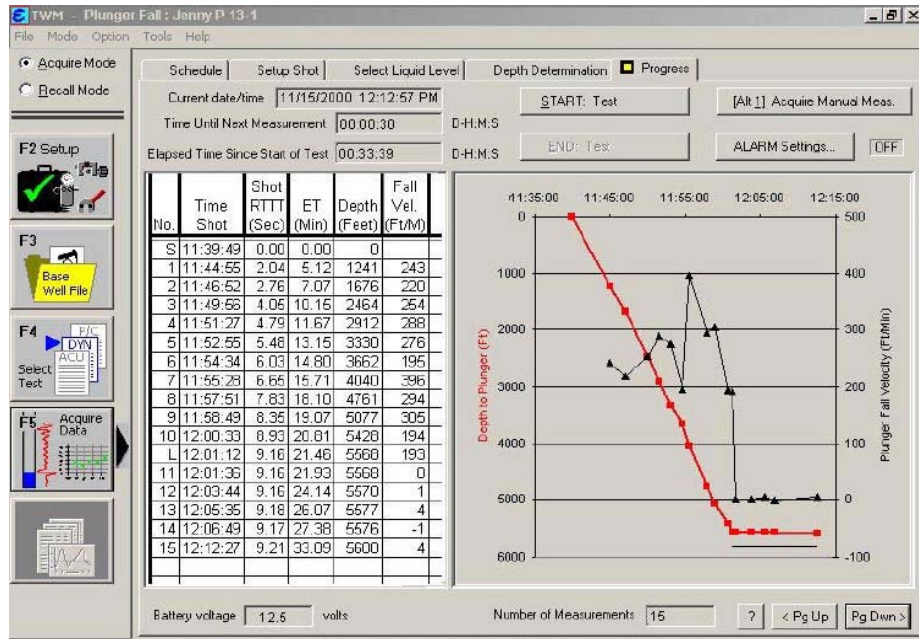 TWM - Plunger Fall : Jenny P 13-1
File Mode Option Tools Help
Acquire Mode
Recall Mode
F2 Setup
F3
Base
Well File
F4
P/C
DYN
ACU
Select
Test
F5
Acquire
Data
Schedule
Setup Shot
Select Liquid Level
Depth Determination
Progress
Current date/time 11/15/2000 12:12:57 PM
START: Test
[Alt 1] Acquire Manual Meas.
Time Until Next Measurement 00:00:30 D-H:M:S
Elapsed Time Since Start of Test 00:33:39 D-H:M:S
END: Test
ALARM Settings... OFF
No. Time Shot Shot RTTT (Sec) ET (Min) Depth (Feet) Fall Vel. (Ft/M)
S 11:39:49 0.00 0.00 0
1 11:44:55 2.04 5.12 1241 243
2 11:46:52 2.76 7.07 1676 220
3 11:49:56 4.05 10.15 2464 254
4 11:51:27 4.79 11.67 2912 288
5 11:52:55 5.48 13.15 3330 276
6 11:54:34 6.03 14.80 3662 195
7 11:55:28 6.65 15.71 4040 396
8 11:57:51 7.83 18.10 4761 294
9 11:58:49 8.35 19.07 5077 305
10 12:00:33 8.93 20.81 5428 194
L 12:01:12 9.16 21.46 5568 193
11 12:01:36 9.16 21.93 5568 0
12 12:03:44 9.16 24.14 5570 1
13 12:05:35 9.18 26.07 5577 4
14 12:06:49 9.17 27.38 5576 -1
15 12:12:27 9.21 33.09 5600 4
11:35:00 11:45:00 11:55:00 12:05:00 12:15:00
0 500
1000 400
2000 300
3000 200
4000 100
5000 0
6000 -100
Depth to Plunger (Ft)
Plunger Fall Velocity (Ft/Min)
Battery voltage 12.5 volts
Number of Measurements 15
? < Pg Up Pg Dwn >